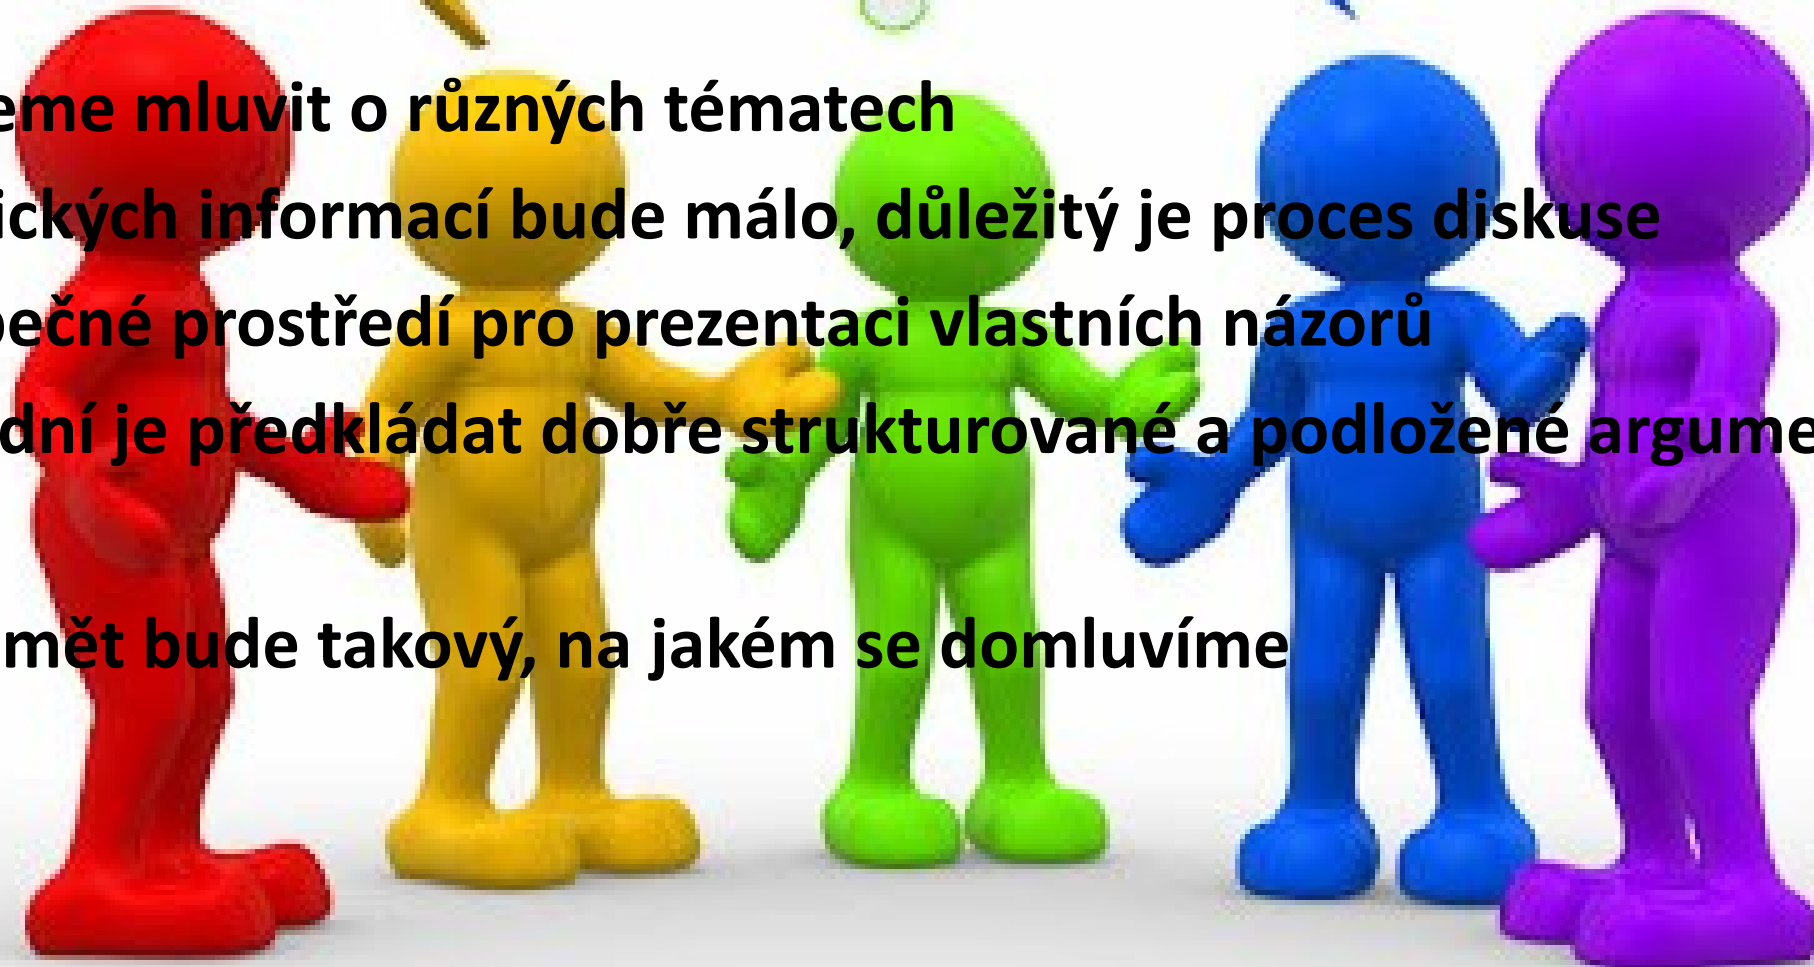 eme mluvit o různých tématech
ických informací bude málo, důležitý je proces diskuse
pečné prostředí pro prezentaci vlastních názorů
dní je předkládat dobře strukturované a podložené argume
mět bude takový, na jakém se domluvíme